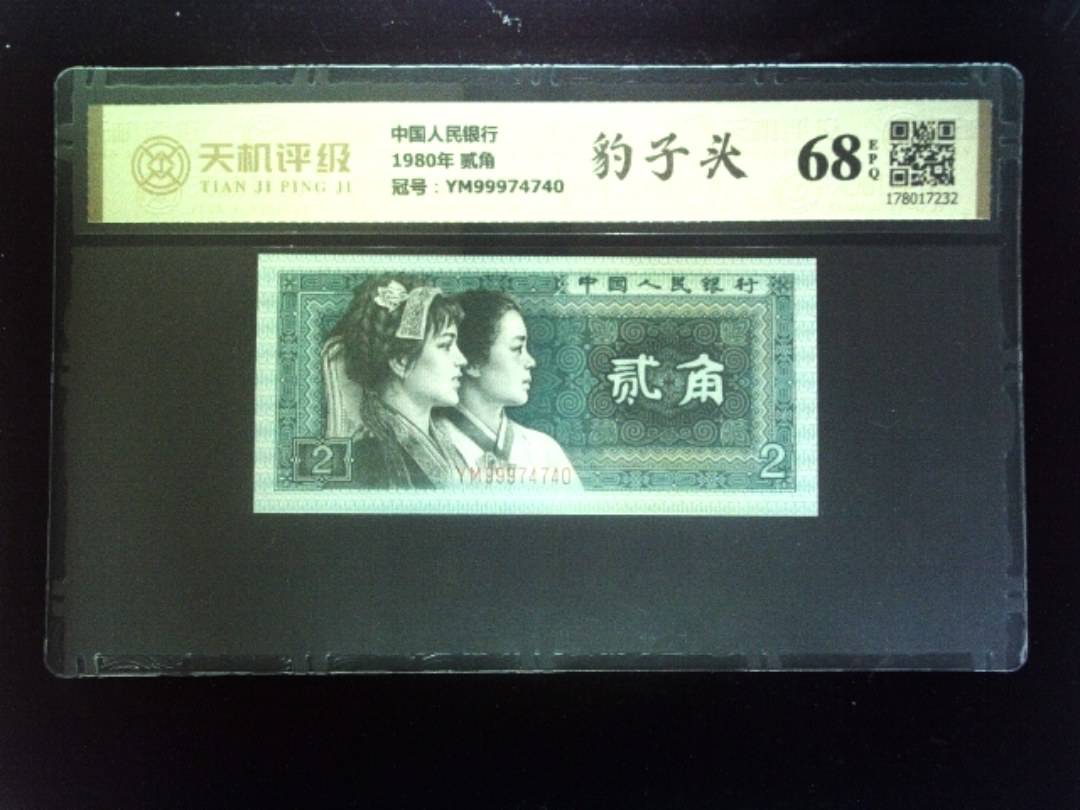 天机评级
TIAN JI PING JI
中国人民银行
1980年 贰角
冠号：YM99974740
豹子头
68
EPQ
178017232
中国人民银行
贰角
2
2
YM99974740